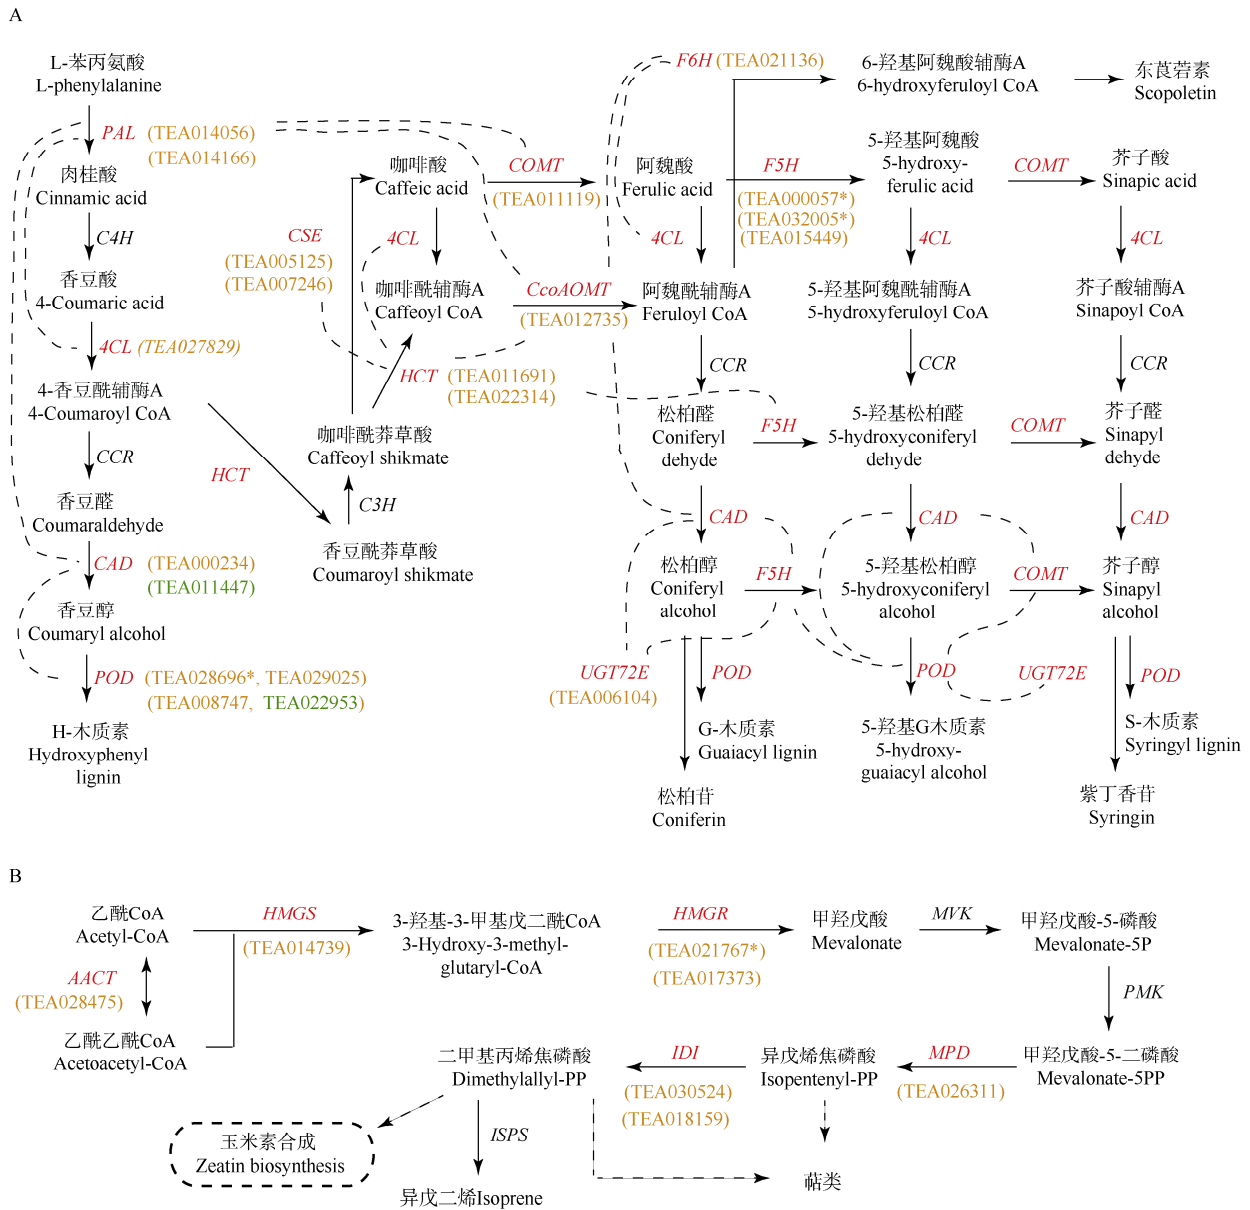 A
L-苯丙氨酸
L-phenylalanine
PAL (TEA014056)
(TEA014166)
肉桂酸
Cinnamic acid
C4H
香豆酸
4-Coumaric acid
4CL (TEA027829)
4-香豆酰辅酶A
4-Coumaroyl CoA
CCR
香豆醛
Coumaraldehyde
CAD (TEA000234)
(TEA011447)
香豆醇
Coumaryl alcohol
POD (TEA028696*, TEA029025)
(TEA008747, TEA022953)
H-木质素
Hydroxyphenyl
lignin
HCT
香豆酰莽草酸
Coumaroyl shikmate
C3H
咖啡酰莽草酸
Caffeoyl shikmate
CSE
(TEA005125)
(TEA007246)
咖啡酸
Caffeic acid
4CL
咖啡酰辅酶A
Caffeoyl CoA
HCT (TEA011691)
(TEA022314)
COMT
(TEA011119)
CcoAOMT
(TEA012735)
F6H (TEA021136)
6-羟基阿魏酸辅酶A
6-hydroxyferuloyl CoA
东莨菪素
Scopoletin
阿魏酸
Ferulic acid
F5H
(TEA000057*)
(TEA032005*)
(TEA015449)
5-羟基阿魏酸
5-hydroxy-
ferulic acid
COMT
芥子酸
Sinapic acid
4CL
4CL
4CL
阿魏酰辅酶A
Feruloyl CoA
5-羟基阿魏酰辅酶A
5-hydroxyferuloyl CoA
芥子酸辅酶A
Sinapoyl CoA
CCR
CCR
CCR
松柏醛
Coniferyl
dehyde
F5H
5-羟基松柏醛
5-hydroxyconiferyl
dehyde
COMT
芥子醛
Sinapyl
dehyde
CAD
CAD
CAD
松柏醇
Coniferyl
alcohol
F5H
5-羟基松柏醇
5-hydroxyconiferyl
alcohol
COMT
芥子醇
Sinapyl
alcohol
UGT72E
(TEA006104)
POD
POD
UGT72E
POD
G-木质素
Guaiacyl lignin
5-羟基G木质素
5-hydroxy-
guaiacyl alcohol
S-木质素
Syringyl lignin
松柏苷
Coniferin
紫丁香苷
Syringin
B
乙酰CoA
Acetyl-CoA
HMGS
(TEA014739)
3-羟基-3-甲基戊二酰CoA
3-Hydroxy-3-methyl-
glutaryl-CoA
HMGR
(TEA021767*)
(TEA017373)
甲羟戊酸
Mevalonate
MVK
甲羟戊酸-5-磷酸
Mevalonate-5P
AACT
(TEA028475)
PMK
乙酰乙酰CoA
Acetoacetyl-CoA
二甲基丙烯焦磷酸
Dimethylallyl-PP
IDI
(TEA030524)
(TEA018159)
异戊烯焦磷酸
Isopentenyl-PP
MPD
(TEA026311)
甲羟戊酸-5-二磷酸
Mevalonate-5PP
玉米素合成
Zeatin biosynthesis
ISPS
异戊二烯Isoprene
萜类